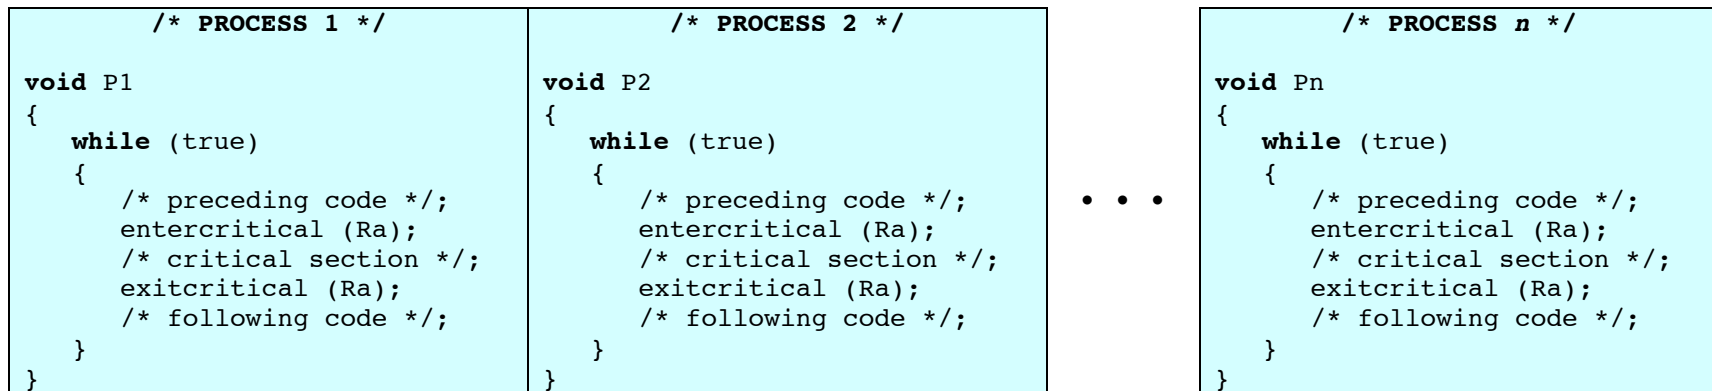 /* PROCESS 1 */
void P1
{
   while (true)
   {
      /* preceding code */;
      entercritical (Ra);
      /* critical section */;
      exitcritical (Ra);
      /* following code */;
   }
}
/* PROCESS 2 */
void P2
{
   while (true)
   {
      /* preceding code */;
      entercritical (Ra);
      /* critical section */;
      exitcritical (Ra);
      /* following code */;
   }
}
• • •
/* PROCESS n */
void Pn
{
   while (true)
   {
      /* preceding code */;
      entercritical (Ra);
      /* critical section */;
      exitcritical (Ra);
      /* following code */;
   }
}